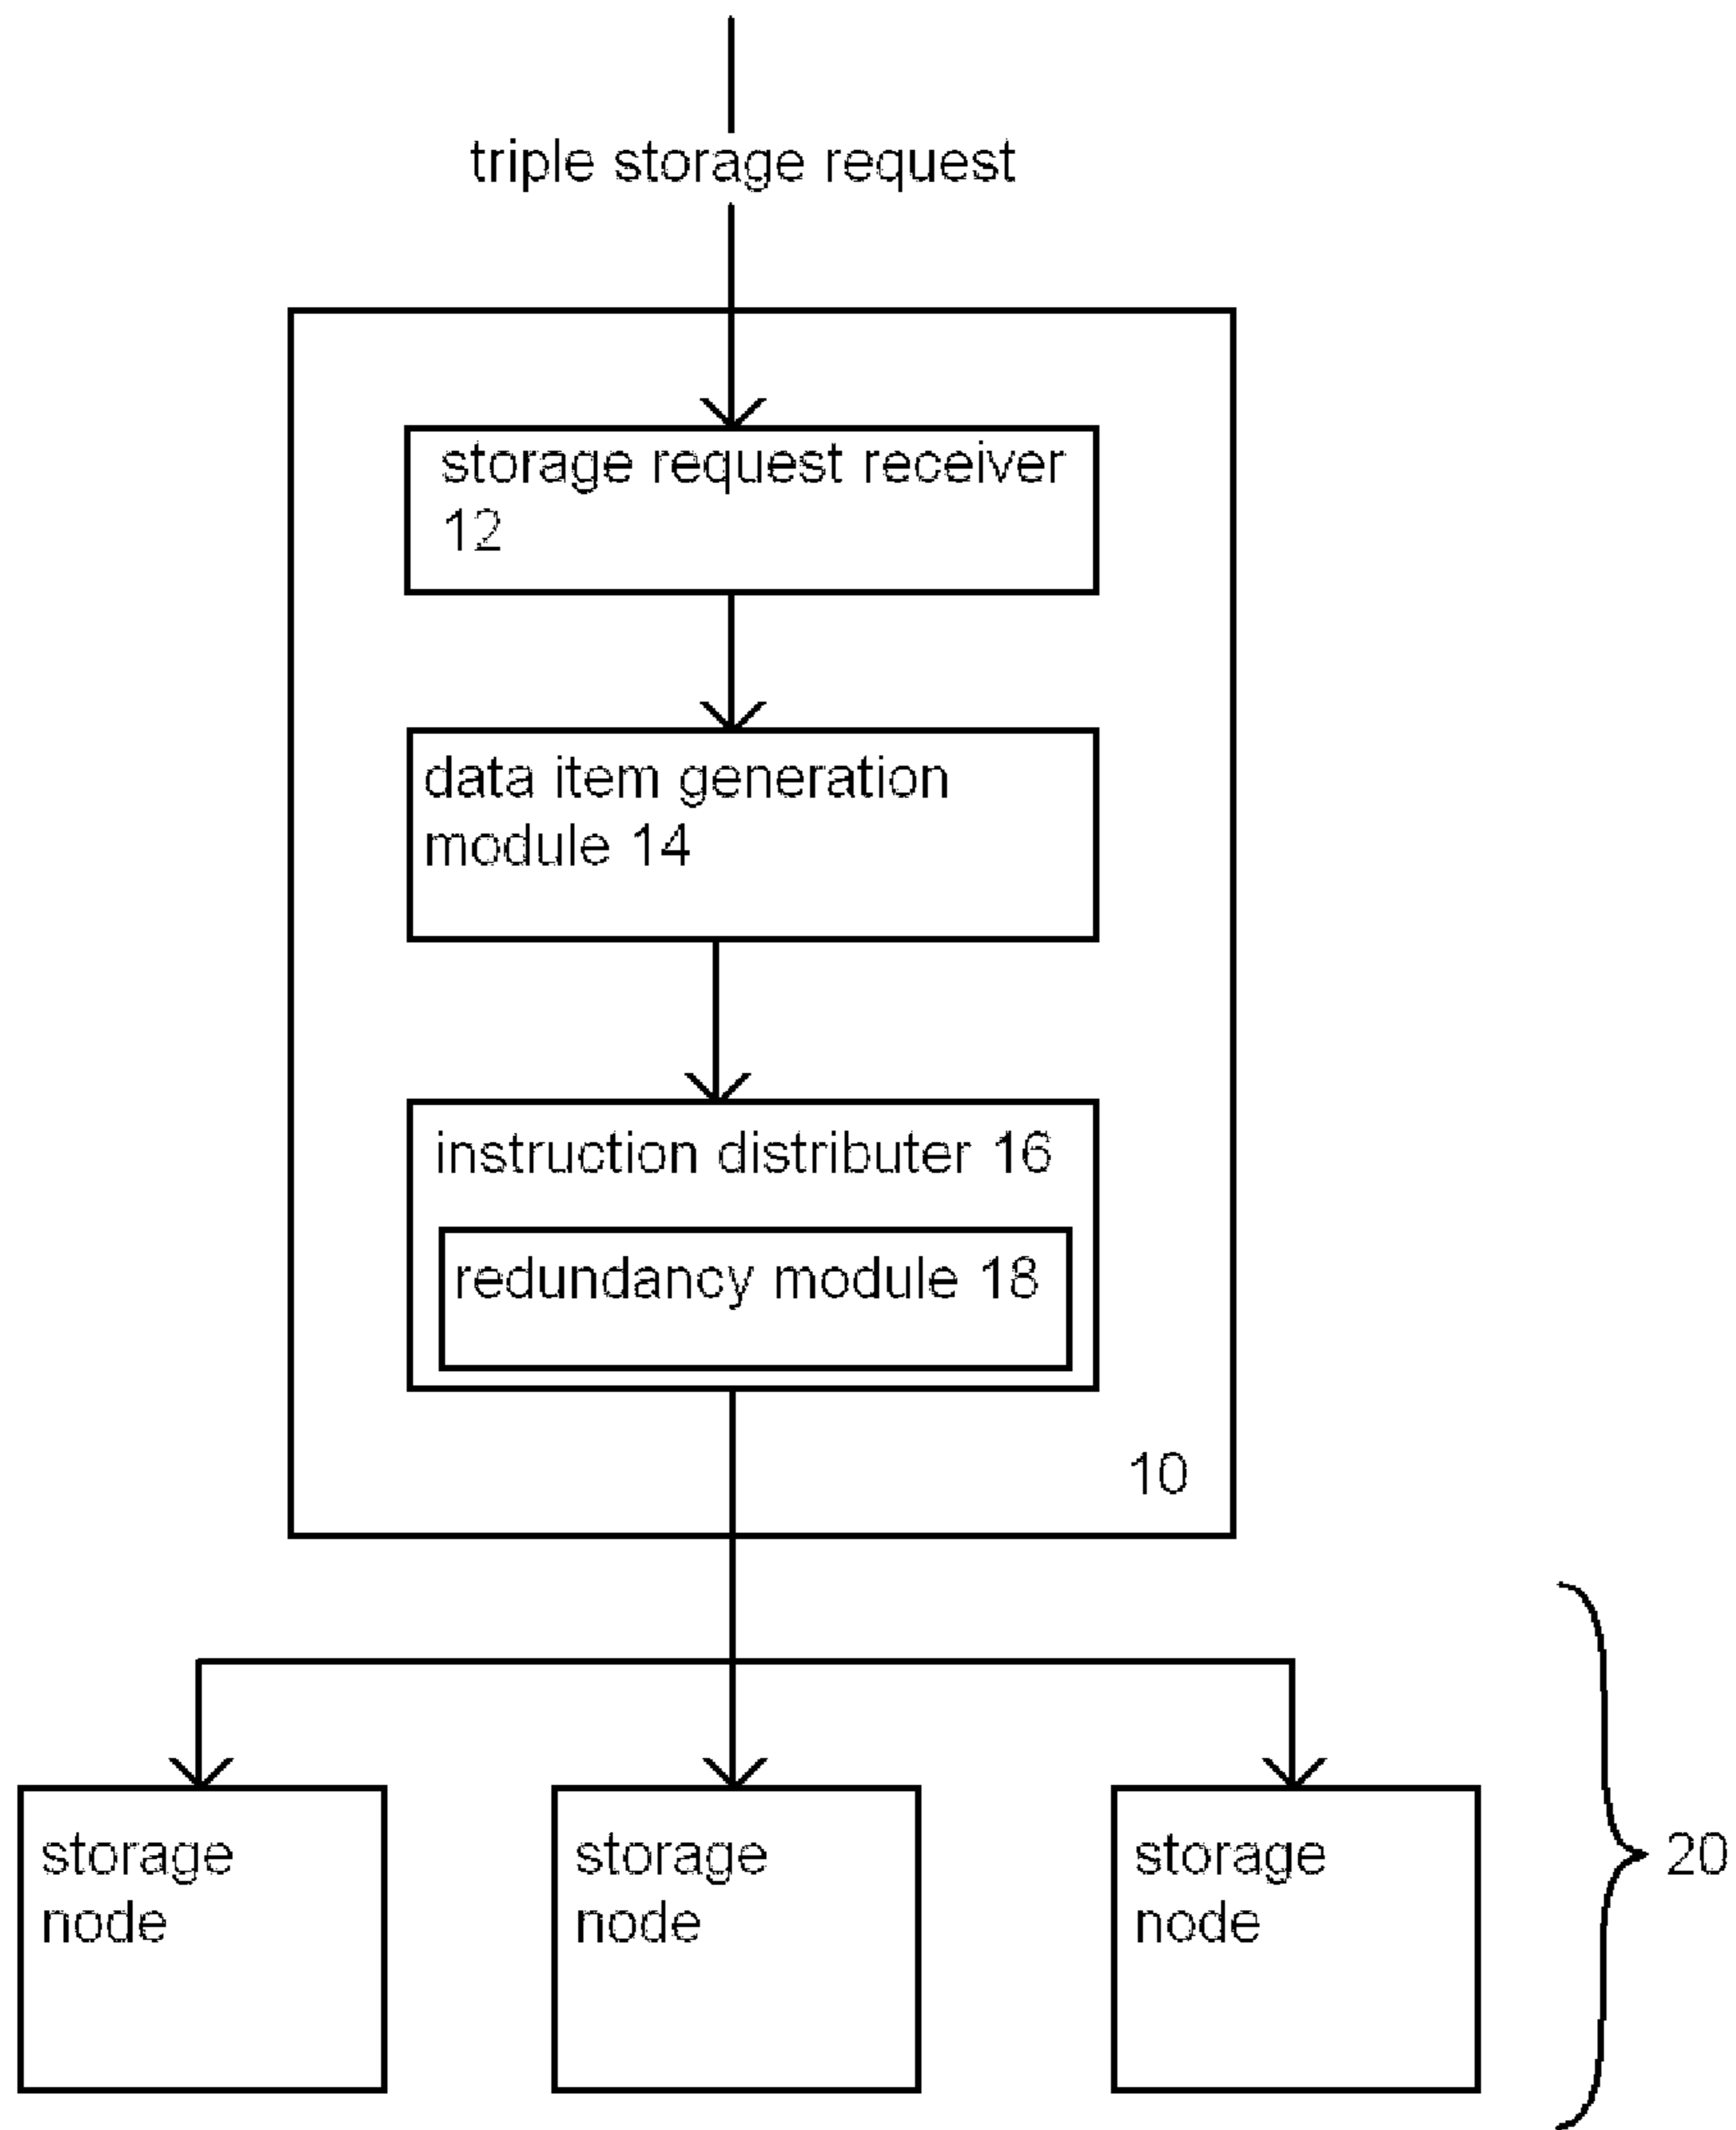 triple storage request
storage request receiver
12
data item generation
module 14
instruction distributer 16
redundancy module 18
10
storage
node
storage
node
storage
node
20